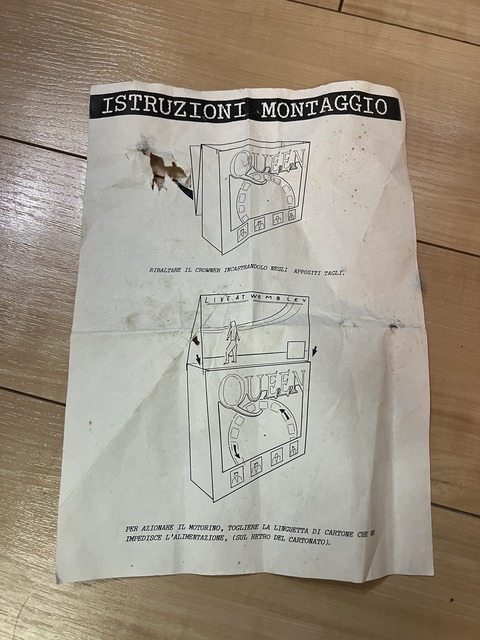 ISTRUZIONI MONTAGGIO
QUEEN
RIBALTARE IL CROWNER INCASTRANDOLO NEGLI APPOSITI TAGLI.
LIVE AT WEMBLEY
QUEEN
PER AZIONARE IL MOTORINO, TOGLIERE LA LINGUETTA DI CARTONE CHE NE
IMPEDISCE L'ALIMENTAZIONE, (SUL RETRO DEL CARTONATO).